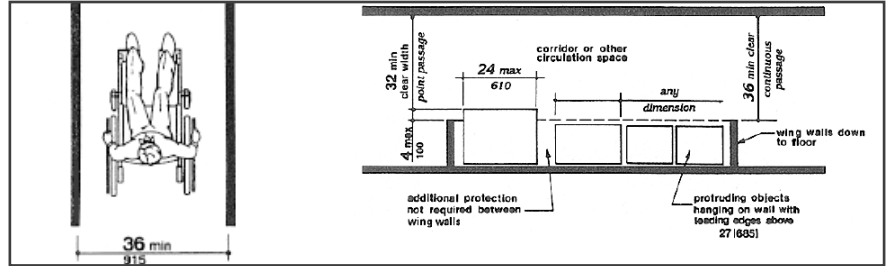 36 min
915
32 min
clear width
point passage
24 max
610
corridor or other
circulation space
any
dimension
36 min clear
continuous
passage
4 max
100
wing walls down
to floor
additional protection
not required between
wing walls
protruding objects
hanging on wall with
leading edges above
27 [685]